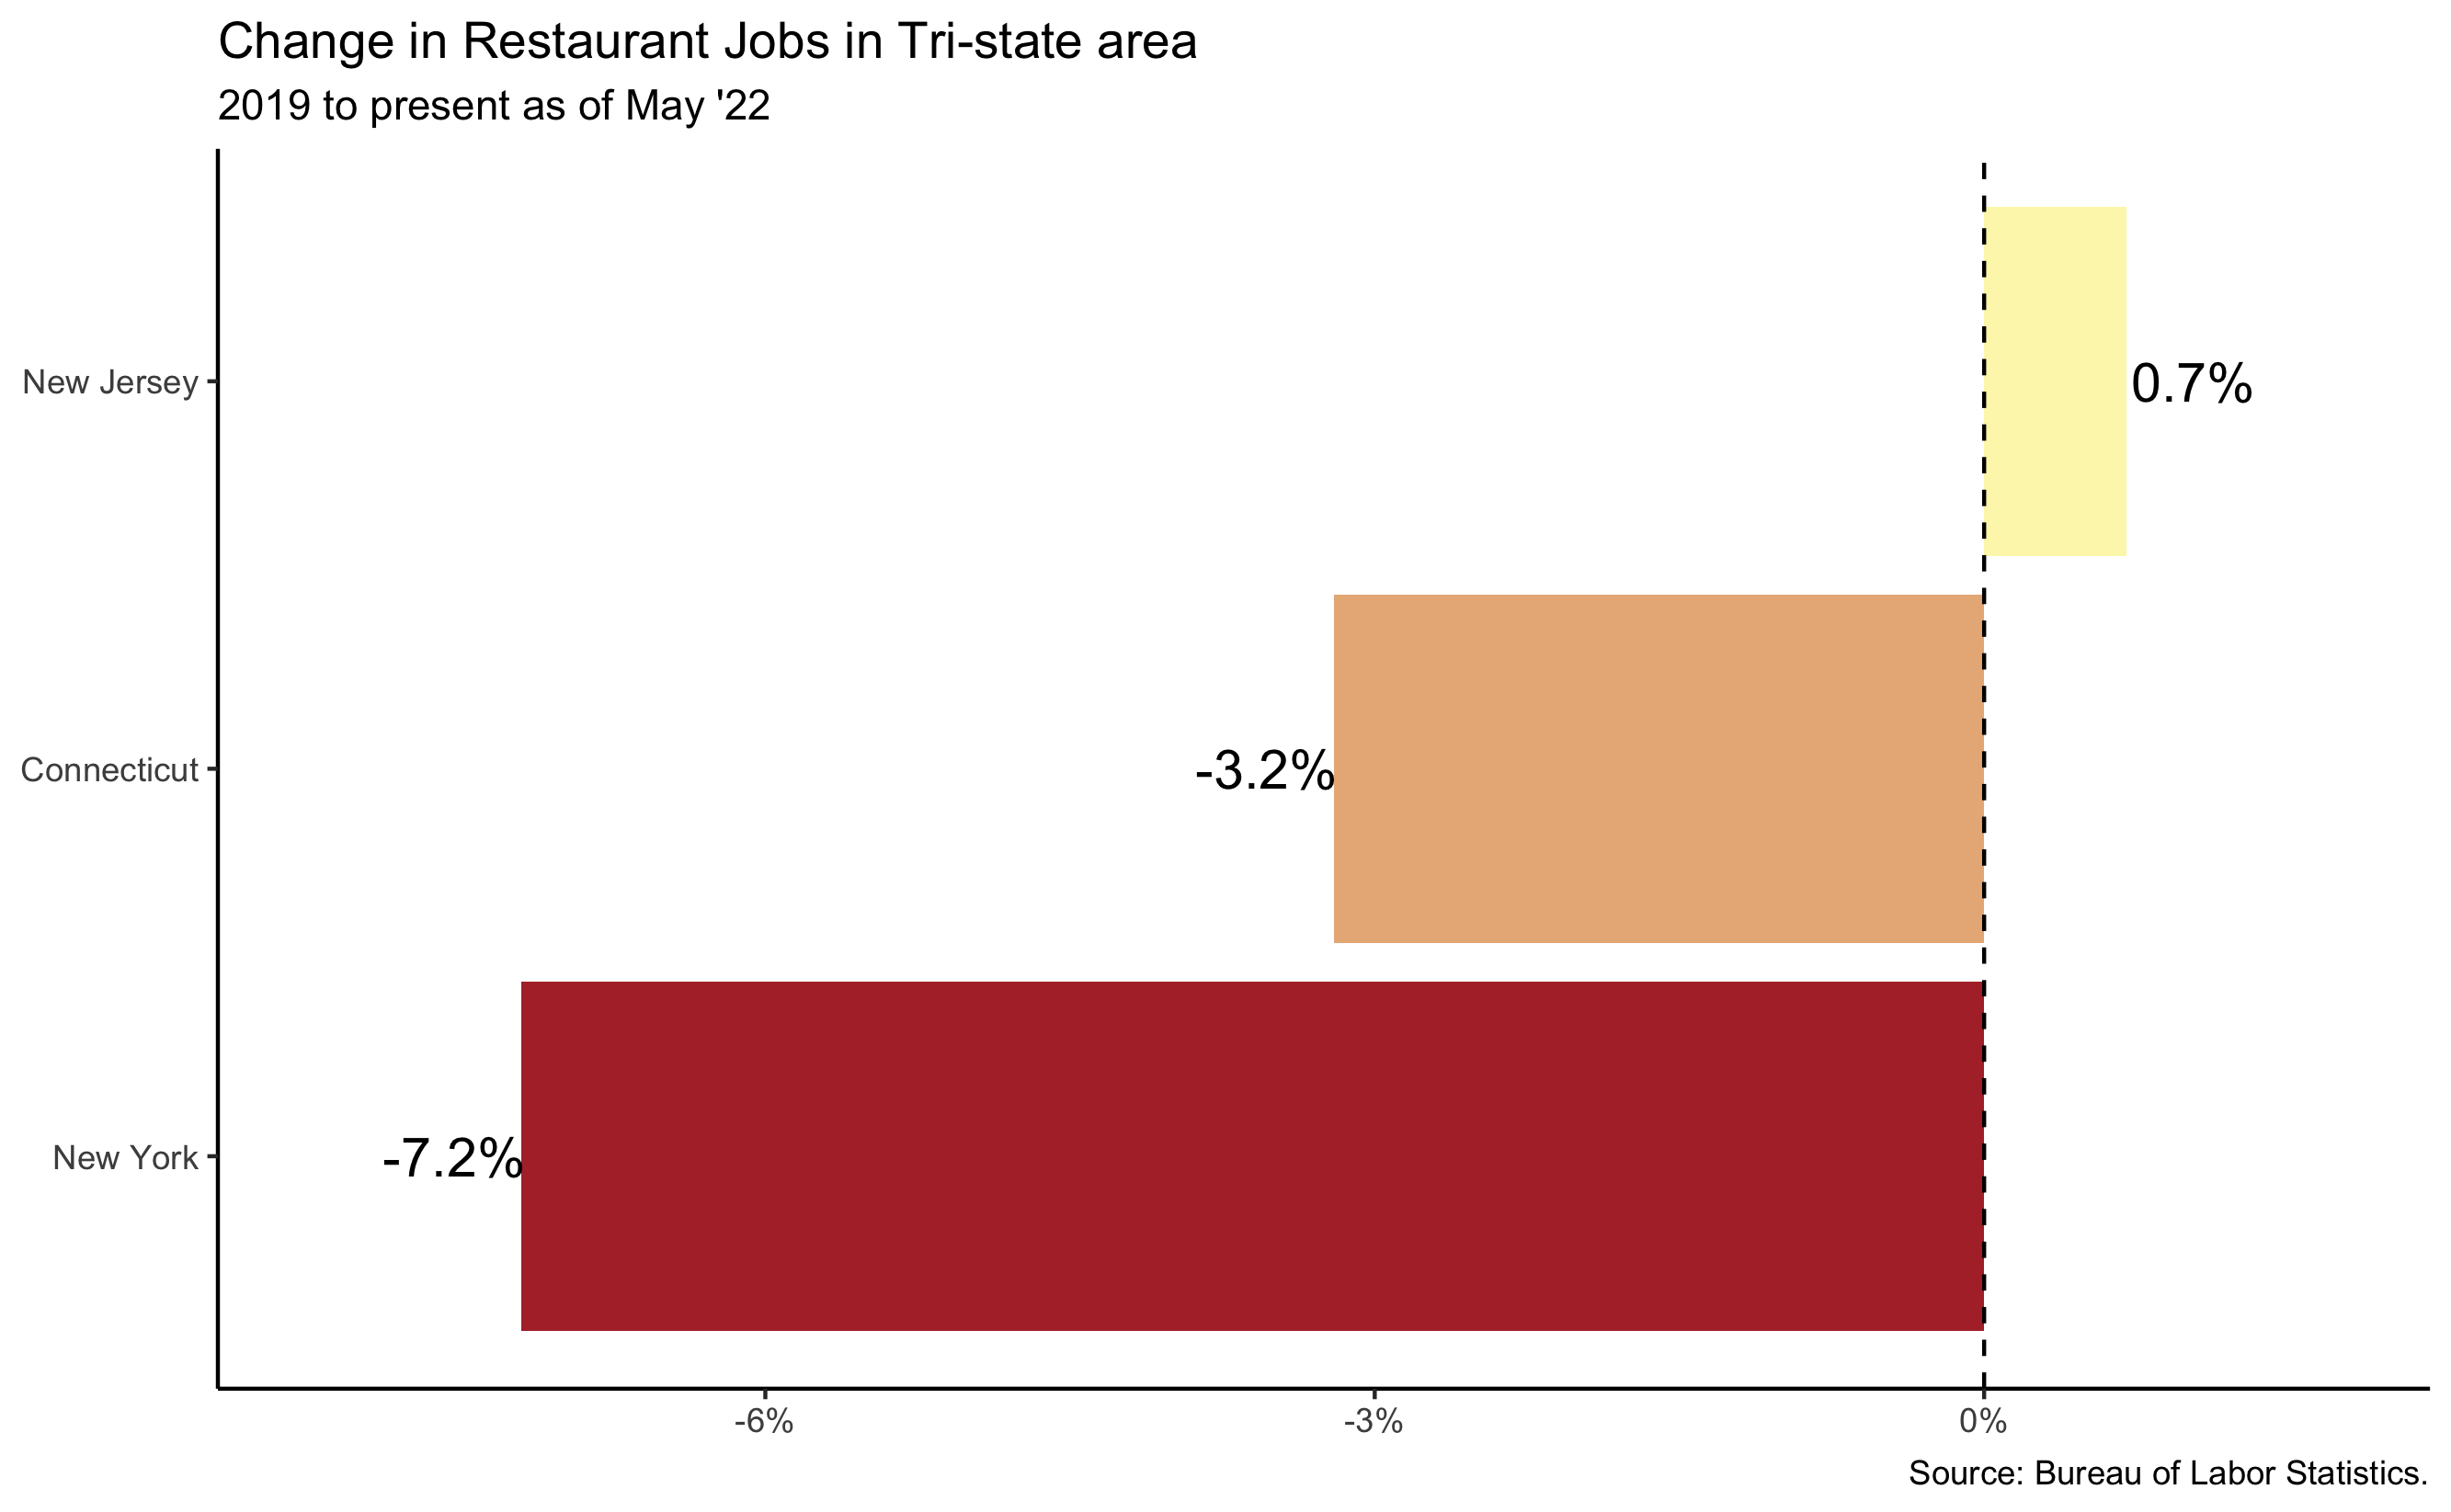 Change in Restaurant Jobs in Tri-state area
2019 to present as of May '22
New Jersey
0.7%
Connecticut
-3.2%
New York
-7.2%
-6%
-3%
0%
Source: Bureau of Labor Statistics.